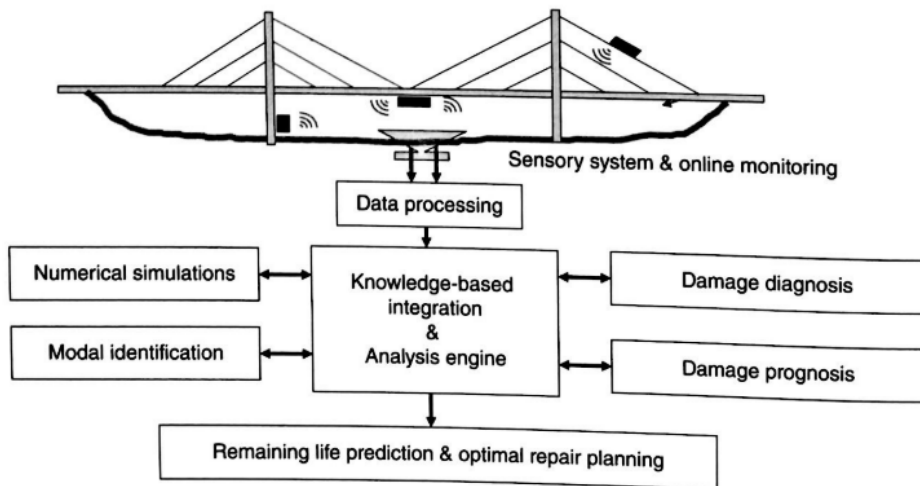 Sensory system & online monitoring
Data processing
Numerical simulations
Knowledge-based
integration
&
Analysis engine
Damage diagnosis
Modal identification
Damage prognosis
Remaining life prediction & optimal repair planning